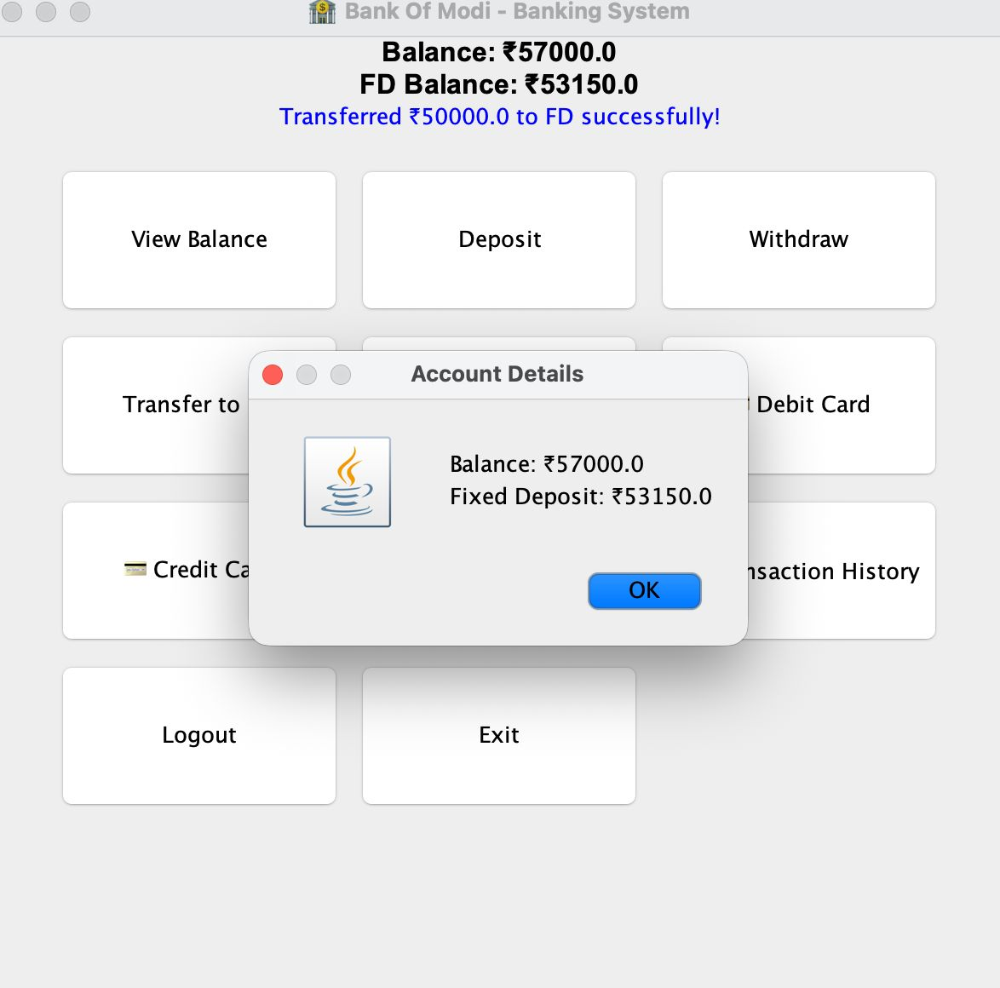 Bank Of Modi - Banking System
Balance: ₹57000.0
FD Balance: ₹53150.0
Transferred ₹50000.0 to FD successfully!
View Balance
Deposit
Withdraw
Transfer to
Debit Card
Account Details
Balance: ₹57000.0
Fixed Deposit: ₹53150.0
OK
Credit
History
Logout
Exit